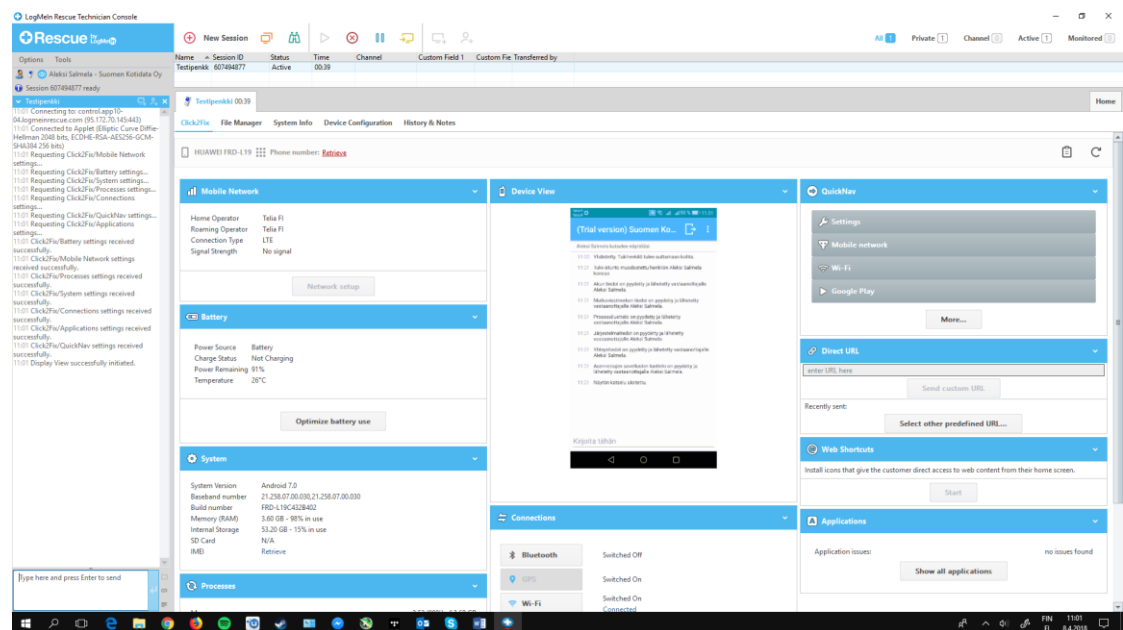 LogMeIn Rescue Technician Console
Rescue by LogMeIn
New Session
All 1 Private 1 Channel 0 Active 1 Monitored 0
Options Tools
Aleksi Salmela - Suomen Kotidata Oy
Session 607494877 ready
Name Session ID Status Time Channel Custom Field 1 Custom Fie Transferred by
Testipenkk 607494877 Active 00:39
Testipenkki
11:01 Connecting to: control.app10-
04.logmeinrescue.com (95.172.70.145:443)
11:01 Connected to Applet (Elliptic Curve Diffie-
Hellman 2048 bits, ECDHE-RSA-AES256-GCM-
SHA384 256 bits)
11:01 Requesting Click2Fix/Mobile Network
settings...
11:01 Requesting Click2Fix/Battery settings...
11:01 Requesting Click2Fix/System settings...
11:01 Requesting Click2Fix/Processes settings...
11:01 Requesting Click2Fix/Connections
settings...
11:01 Requesting Click2Fix/QuickNav settings...
11:01 Requesting Click2Fix/Applications
settings...
11:01 Click2Fix/Battery settings received
successfully.
11:01 Click2Fix/Mobile Network settings
received successfully.
11:01 Click2Fix/Processes settings received
successfully.
11:01 Click2Fix/System settings received
successfully.
11:01 Click2Fix/Connections settings received
successfully.
11:01 Click2Fix/Applications settings received
successfully.
11:01 Click2Fix/QuickNav settings received
successfully.
11:01 Display View successfully initiated.
Type here and press Enter to send
Testipenkki 00:39
Home
Click2Fix File Manager System Info Device Configuration History & Notes
HUAWEI FRD-L19 Phone number: Retrieve
Mobile Network
Home Operator Telia FI
Roaming Operator Telia FI
Connection Type LTE
Signal Strength No signal
Network setup
Battery
Power Source Battery
Charge Status Not Charging
Power Remaining 91%
Temperature 26°C
Optimize battery use
System
System Version Android 7.0
Baseband number 21.258.07.00.030,21.258.07.00.030
Build number FRD-L19C432B402
Memory (RAM) 3.60 GB - 98% in use
Internal Storage 53.20 GB - 15% in use
SD Card N/A
IMEI Retrieve
Processes
Device View
(Trial version) Suomen Ko...
Kirjoita tähän
Connections
Bluetooth Switched Off
GPS Switched On
Wi-Fi Switched On
Connected
QuickNav
Settings
Mobile network
Wi-Fi
Google Play
More...
Direct URL
enter URL here
Send custom URL
Recently sent:
Select other predefined URL...
Web Shortcuts
Install icons that give the customer direct access to web content from their home screen.
Start
Applications
Application issues: no issues found
Show all applications
FIN 11:01
FI 8.4.2018